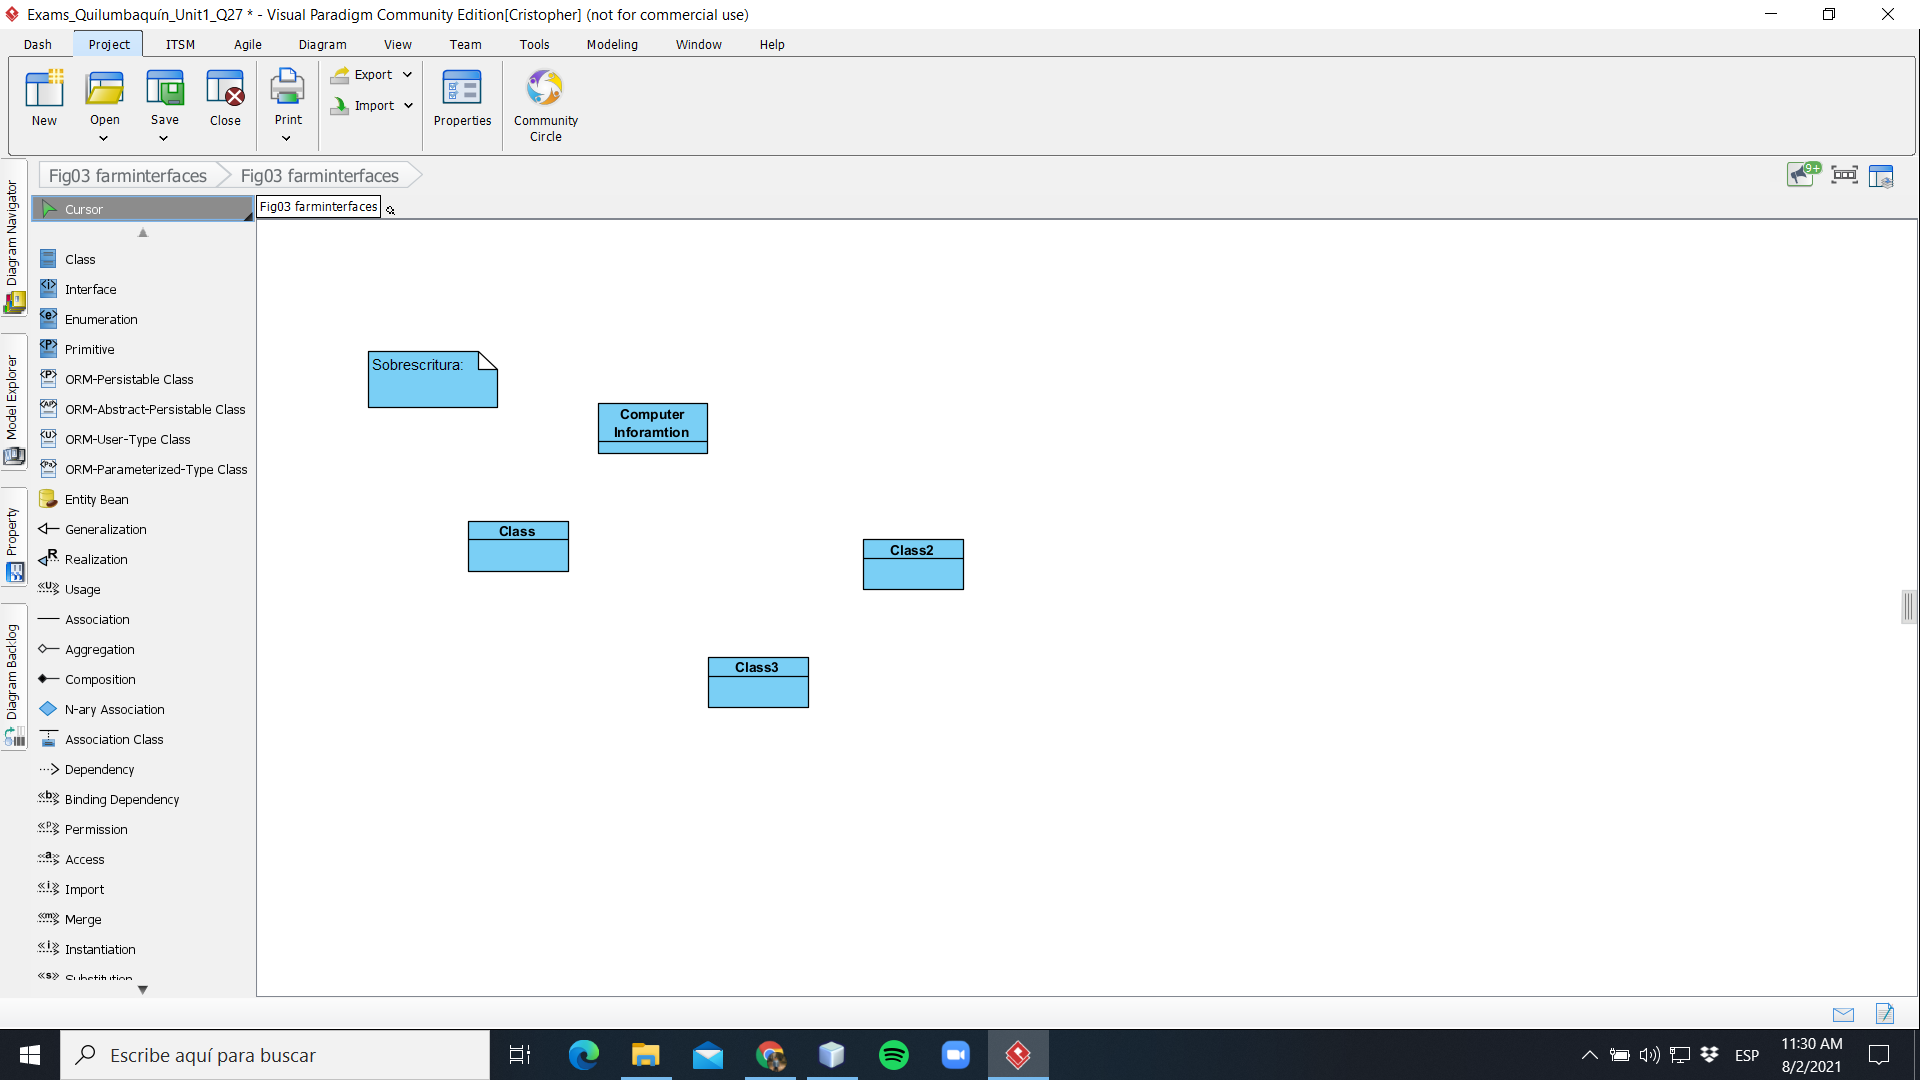 Exams_Quilumbaquín_Unit1_Q27 * - Visual Paradigm Community Edition[Cristopher] (not for commercial use)
Dash Project ITSM Agile Diagram View Team Tools Modeling Window Help
New Open Save Close Print Export Import Properties Community Circle
Fig03 farminterfaces Fig03 farminterfaces
9+
Fig03 farminterfaces
Diagram Navigator
Model Explorer
Property
Diagram Backlog
Cursor
Class
Interface
Enumeration
Primitive
ORM-Persistable Class
ORM-Abstract-Persistable Class
ORM-User-Type Class
ORM-Parameterized-Type Class
Entity Bean
Generalization
Realization
Usage
Association
Aggregation
Composition
N-ary Association
Association Class
Dependency
Binding Dependency
Permission
Access
Import
Merge
Instantiation
Substitution
Sobrescritura:
Computer
Inforamtion
Class
Class2
Class3
Escribe aquí para buscar
ESP
11:30 AM
8/2/2021